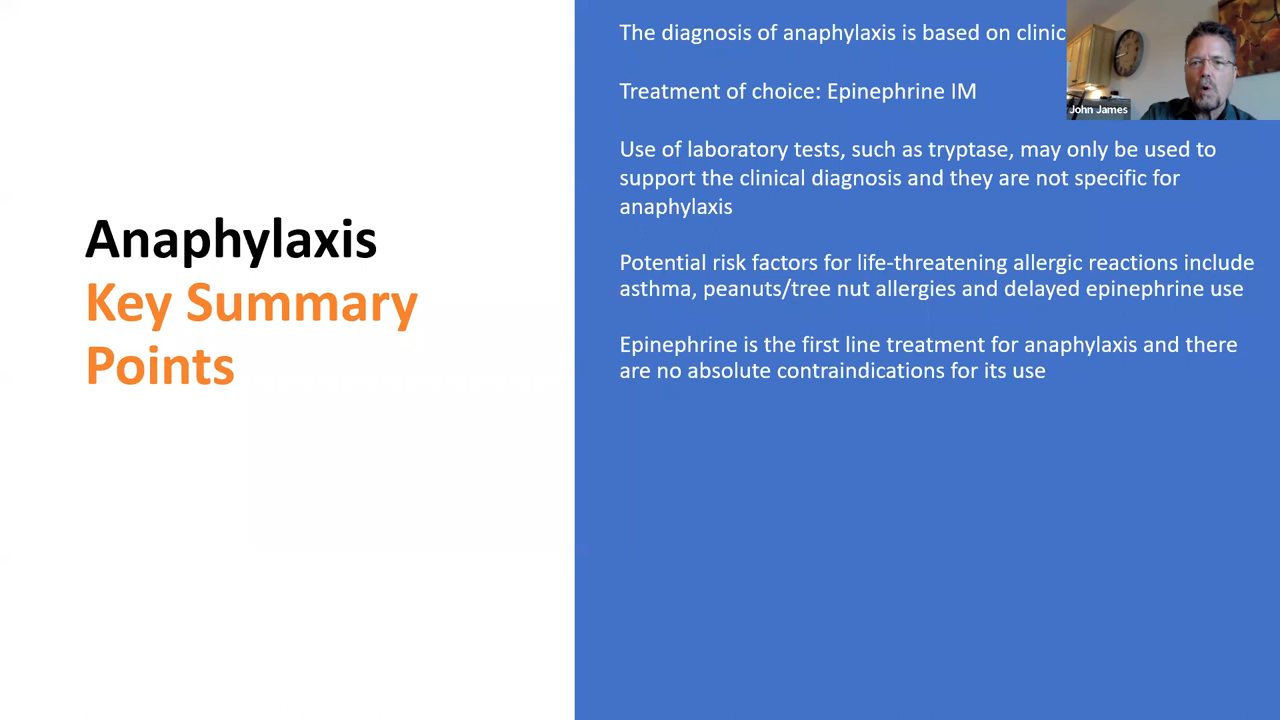 Anaphylaxis
Key Summary
Points
The diagnosis of anaphylaxis is based on clinic
Treatment of choice: Epinephrine IM
Use of laboratory tests, such as tryptase, may only be used to
support the clinical diagnosis and they are not specific for
anaphylaxis
Potential risk factors for life-threatening allergic reactions include
asthma, peanuts/tree nut allergies and delayed epinephrine use
Epinephrine is the first line treatment for anaphylaxis and there
are no absolute contraindications for its use
John James